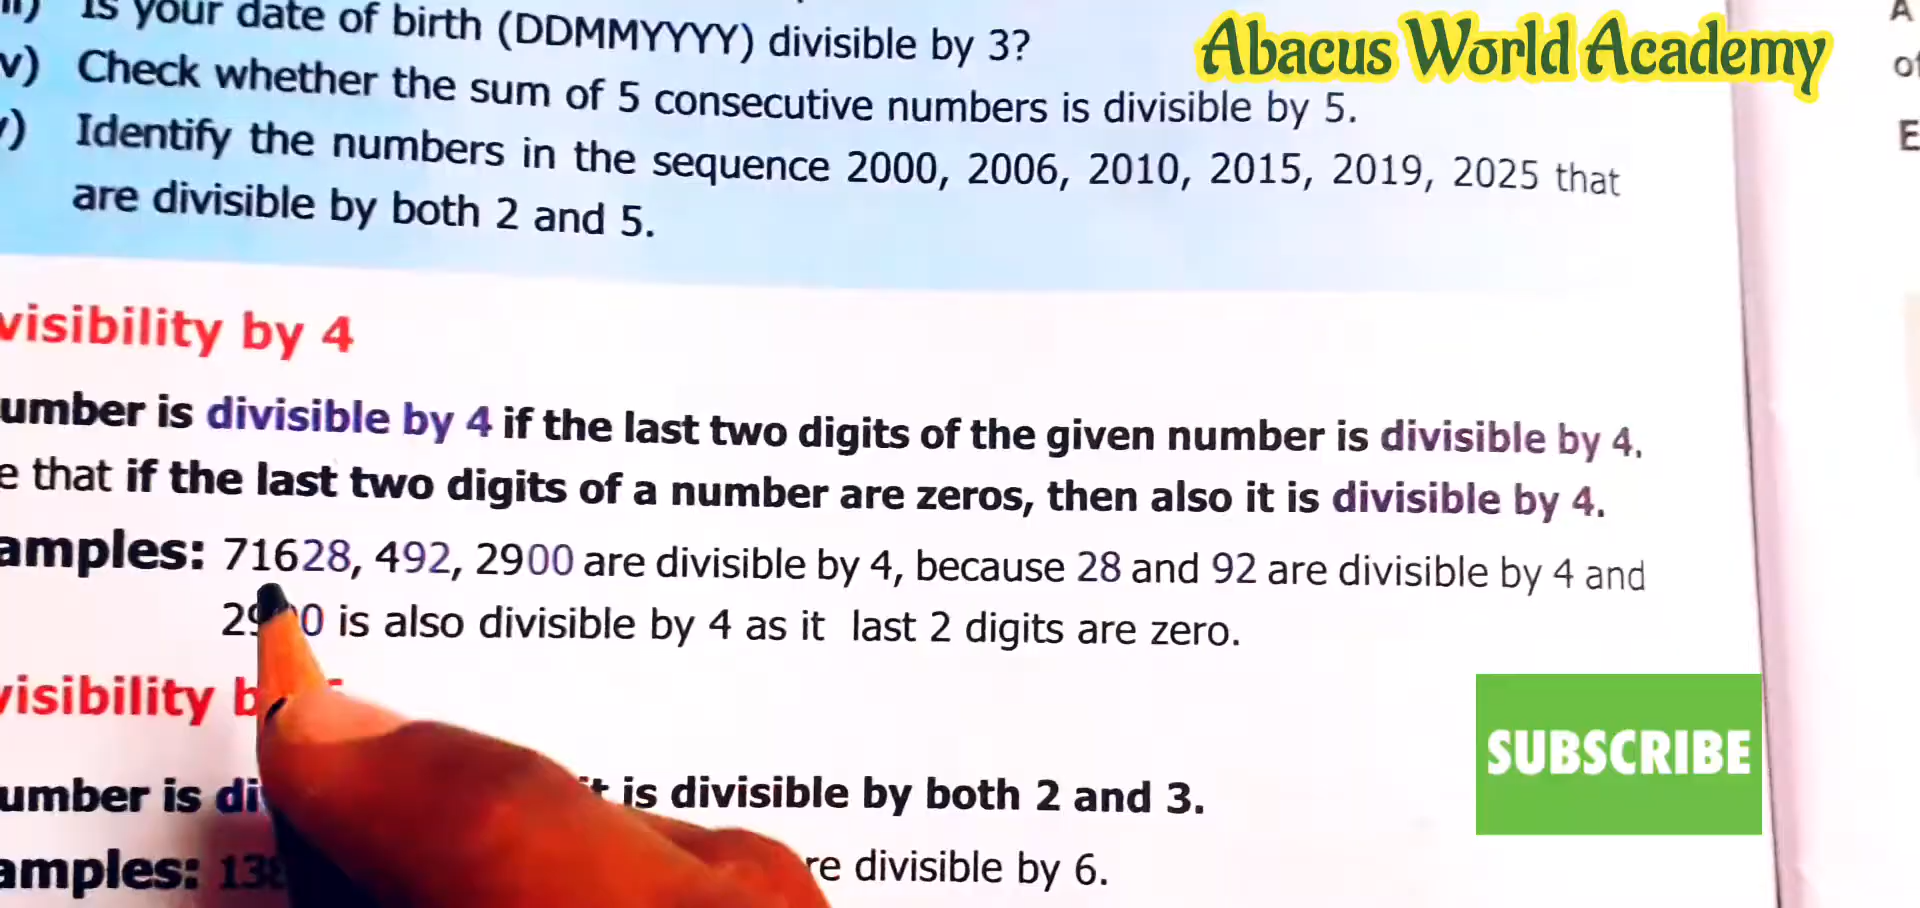 Abacus World Academy
Is your date of birth (DDMMYYYY) divisible by 3?
v) Check whether the sum of 5 consecutive numbers is divisible by 5.
) Identify the numbers in the sequence 2000, 2006, 2010, 2015, 2019, 2025 that
are divisible by both 2 and 5.
visibility by 4
umber is divisible by 4 if the last two digits of the given number is divisible by 4.
e that if the last two digits of a number are zeros, then also it is divisible by 4.
amples: 71628, 492, 2900 are divisible by 4, because 28 and 92 are divisible by 4 and
is also divisible by 4 as it last 2 digits are zero.
visibility
SUBSCRIBE
umber is is divisible by both 2 and 3.
amples: divisible by 6.